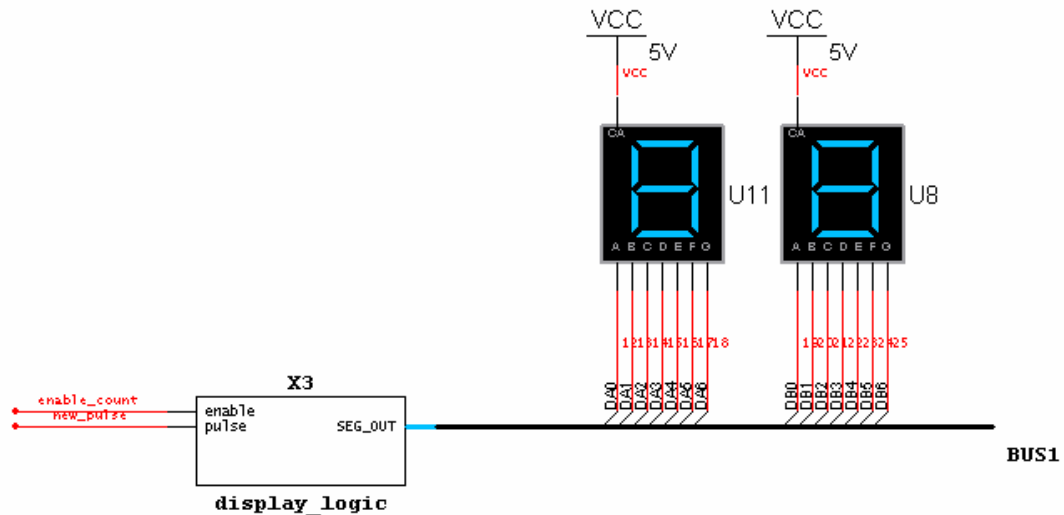 VCC VCC
5V 5V
vcc vcc
CA CA
U11 U8
A B C D E F G A B C D E F G
DA0 DA1 DA2 DA3 DA4 DA5 DA6 DB0 DB1 DB2 DB3 DB4 DB5 DB6
X3
enable_count
new_pulse
enable
pulse SEG_OUT
BUS1
display_logic